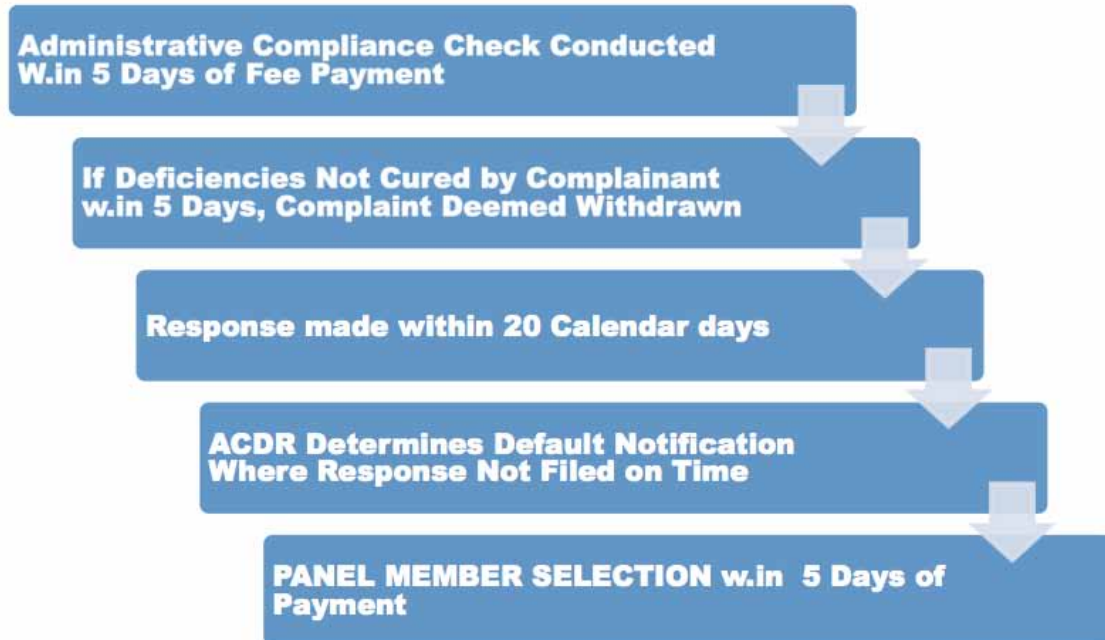 Administrative Compliance Check Conducted
W.in 5 Days of Fee Payment
If Deficiencies Not Cured by Complainant
w.in 5 Days, Complaint Deemed Withdrawn
Response made within 20 Calendar days
ACDR Determines Default Notification
Where Response Not Filed on Time
PANEL MEMBER SELECTION w.in 5 Days of
Payment